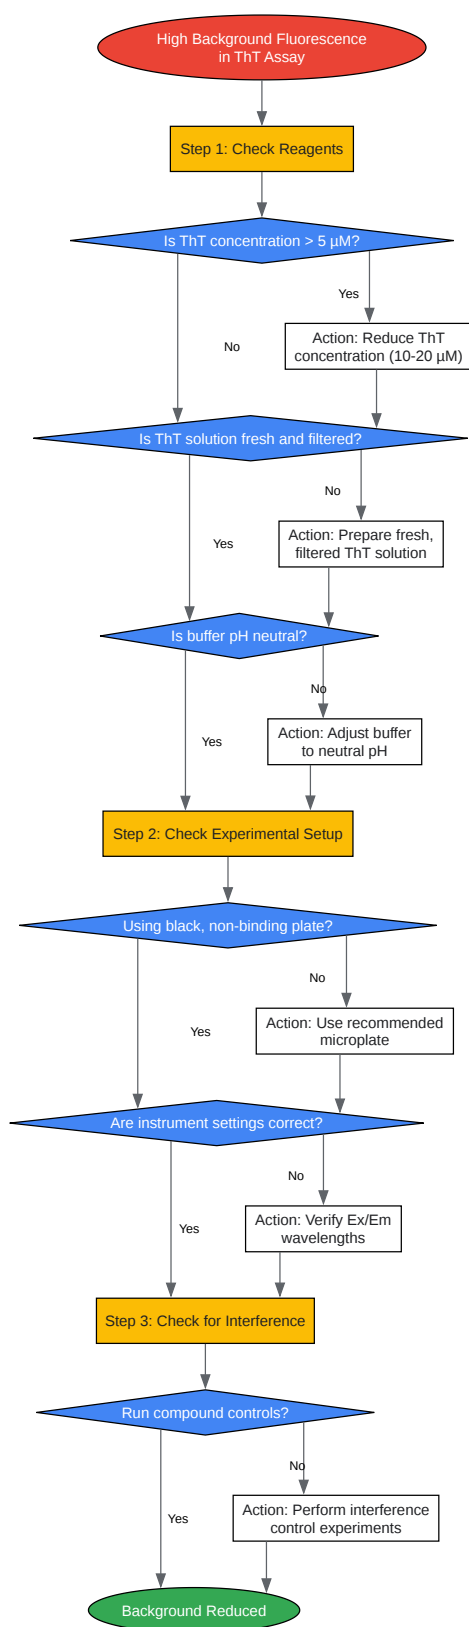 High Background Fluorescence
in ThT Assay
Step 1: Check Reagents
Is ThT concentration > 5 µM?
Yes
No
Action: Reduce ThT
concentration (10-20 µM)
Is ThT solution fresh and filtered?
No
Yes
Action: Prepare fresh,
filtered ThT solution
Is buffer pH neutral?
No
Yes
Action: Adjust buffer
to neutral pH
Step 2: Check Experimental Setup
Using black, non-binding plate?
No
Yes
Action: Use recommended
microplate
Are instrument settings correct?
No
Yes
Action: Verify Ex/Em
wavelengths
Step 3: Check for Interference
Run compound controls?
No
Yes
Action: Perform interference
control experiments
Background Reduced